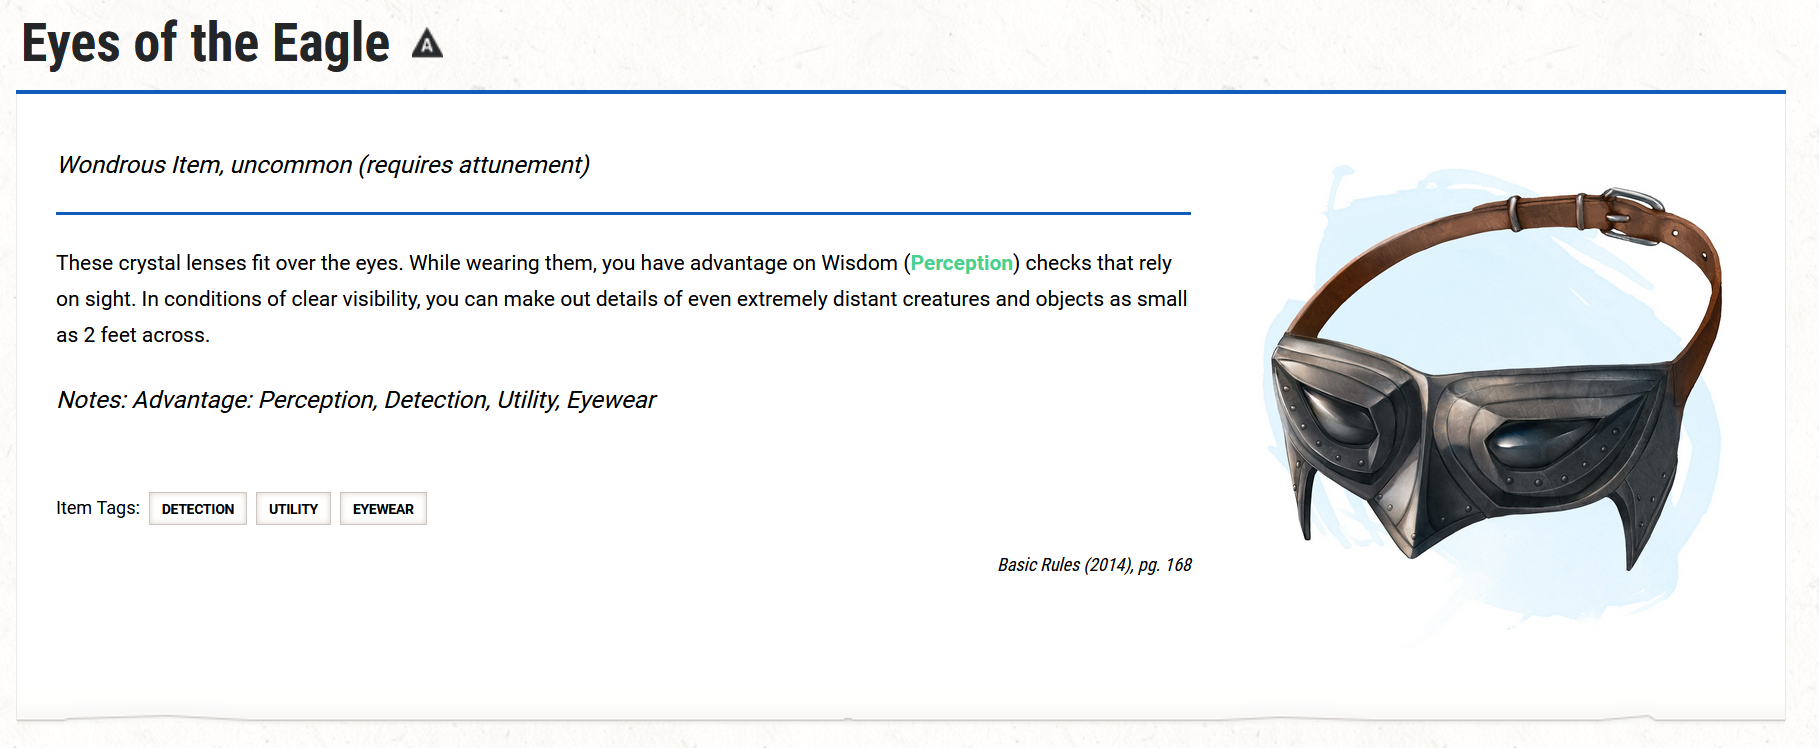 Eyes of the Eagle A
Wondrous Item, uncommon (requires attunement)
These crystal lenses fit over the eyes. While wearing them, you have advantage on Wisdom (Perception) checks that rely
on sight. In conditions of clear visibility, you can make out details of even extremely distant creatures and objects as small
as 2 feet across.
Notes: Advantage: Perception, Detection, Utility, Eyewear
Item Tags: DETECTION UTILITY EYEWEAR
Basic Rules (2014), pg. 168